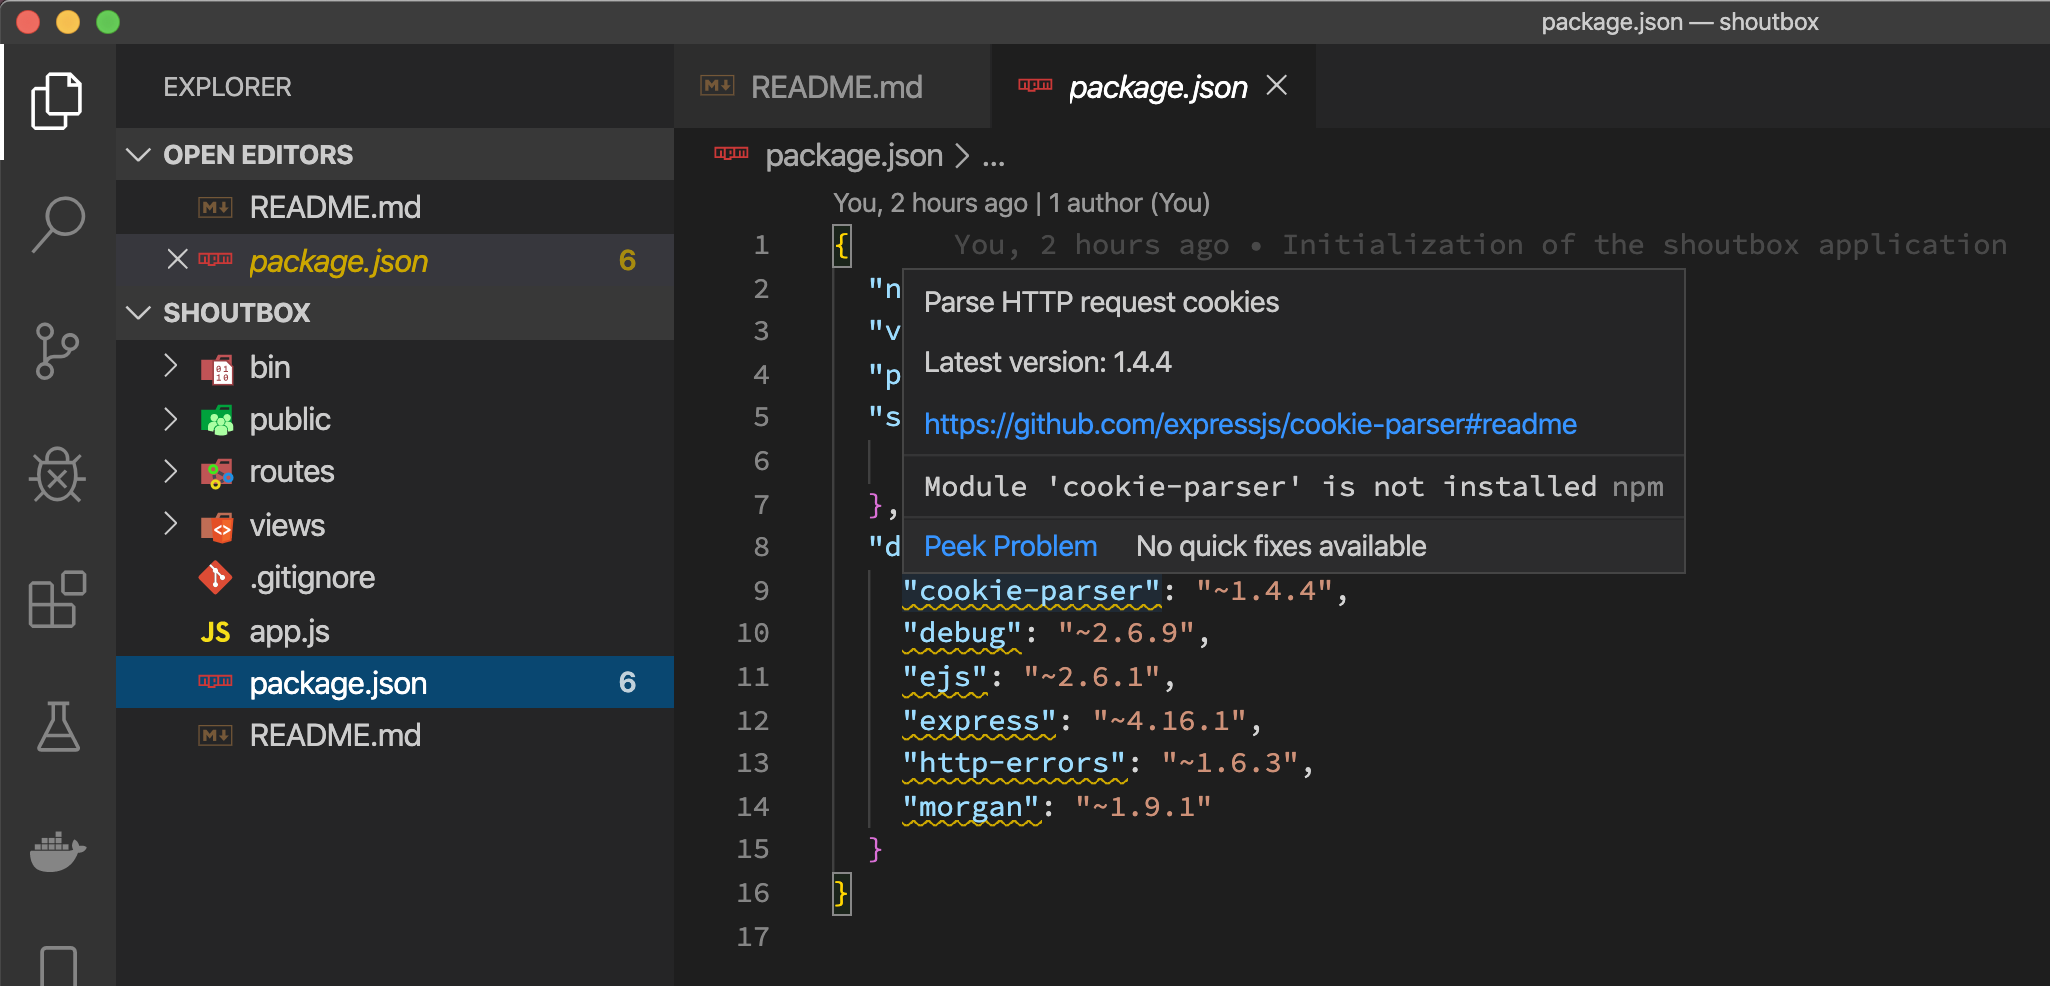 package.json — shoutbox
EXPLORER
OPEN EDITORS
README.md
package.json 6
SHOUTBOX
bin
public
routes
views
.gitignore
JS app.js
package.json 6
README.md
README.md
package.json
package.json > ...
You, 2 hours ago | 1 author (You)
1 { You, 2 hours ago • Initialization of the shoutbox application
2 "n
3 "v
4 "p
5 "s
6
7 },
8 "d
Parse HTTP request cookies
Latest version: 1.4.4
https://github.com/expressjs/cookie-parser#readme
Module 'cookie-parser' is not installed npm
Peek Problem No quick fixes available
9 "cookie-parser": "~1.4.4",
10 "debug": "~2.6.9",
11 "ejs": "~2.6.1",
12 "express": "~4.16.1",
13 "http-errors": "~1.6.3",
14 "morgan": "~1.9.1"
15 }
16 }
17